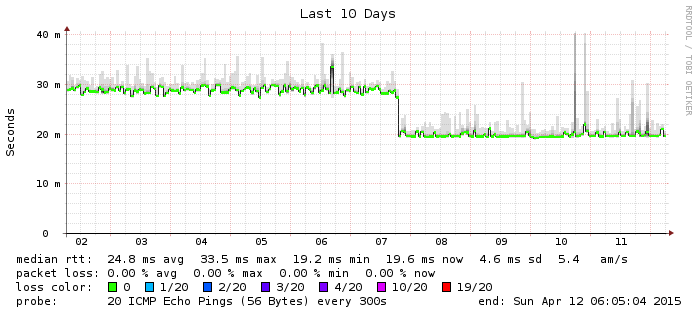 Last 10 Days
RRDTOOL / TOBI OETIKER
Seconds
40 m
30 m
20 m
10 m
0
02 03 04 05 06 07 08 09 10 11
median rtt: 24.8 ms avg 33.5 ms max 19.2 ms min 19.6 ms now 4.6 ms sd 5.4 am/s
packet loss: 0.00 % avg 0.00 % max 0.00 % min 0.00 % now
loss color: 0 1/20 2/20 3/20 4/20 10/20 19/20
probe: 20 ICMP Echo Pings (56 Bytes) every 300s end: Sun Apr 12 06:05:04 2015